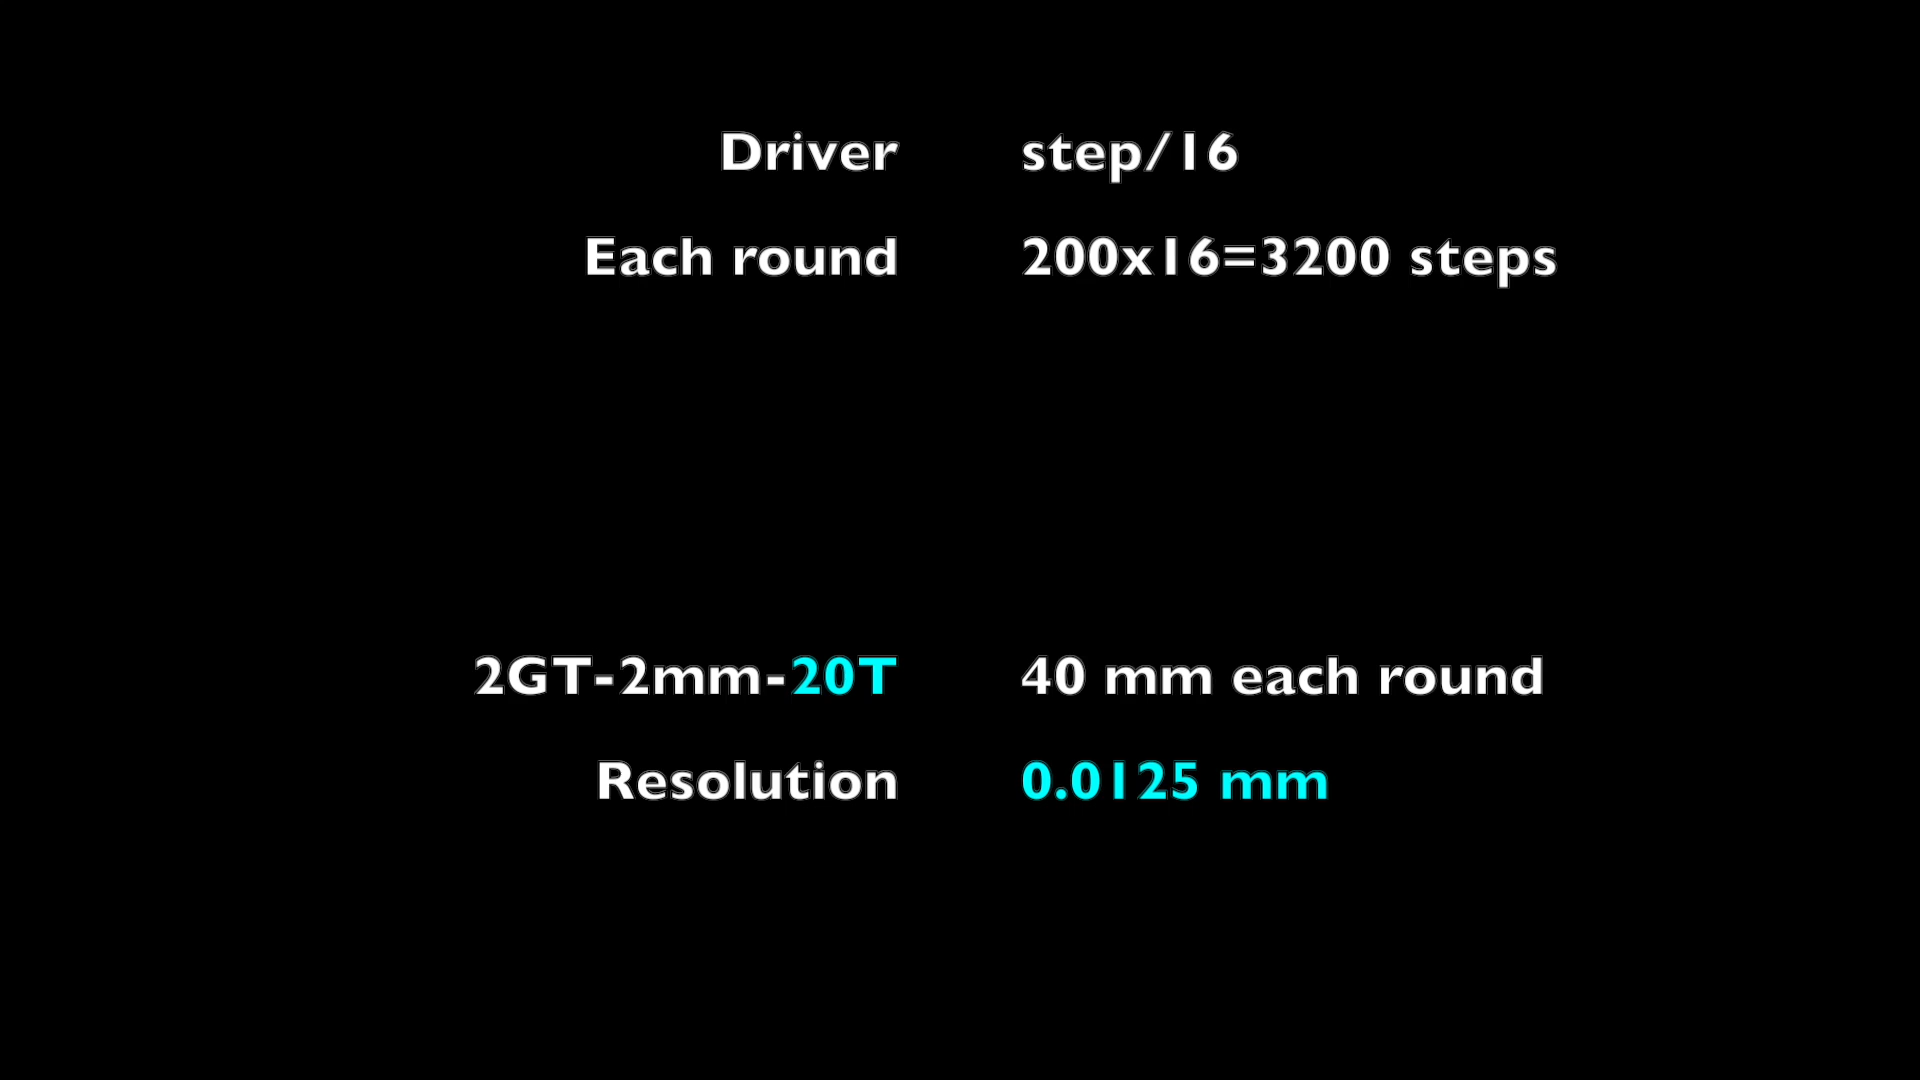 Driver step/16
Each round 200x16=3200 steps
2GT-2mm-20T 40 mm each round
Resolution 0.0125 mm